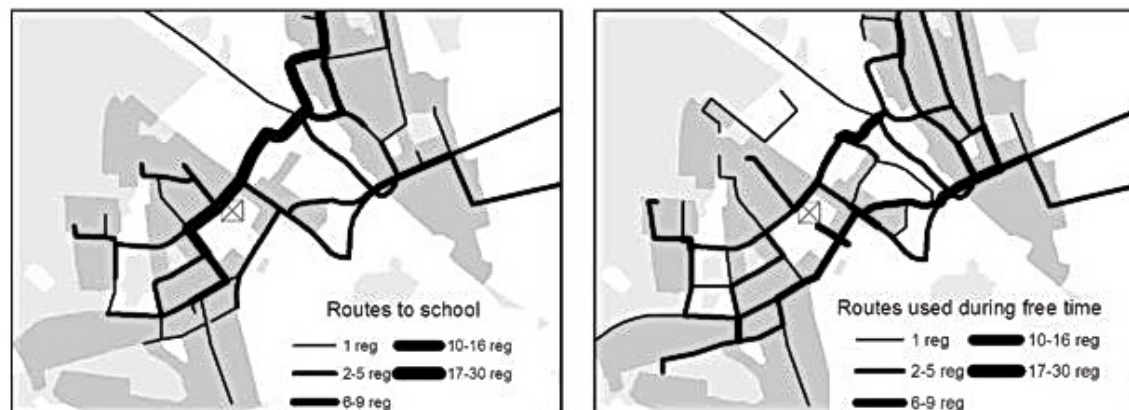 Routes to school
1 reg 10-16 reg
2-5 reg 17-30 reg
6-9 reg
Routes used during free time
1 reg 10-16 reg
2-5 reg 17-30 reg
6-9 reg